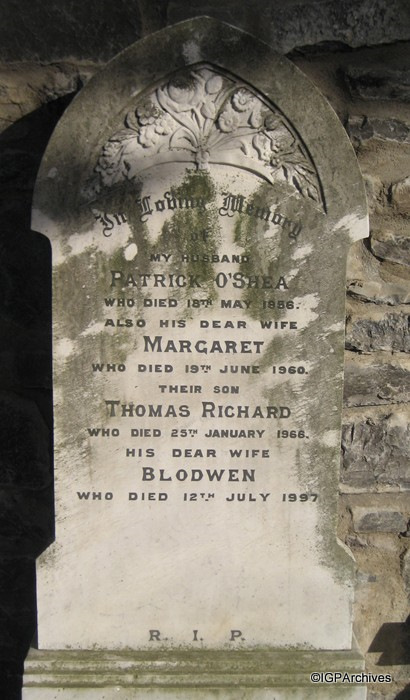 In Loving Memory
OF
MY HUSBAND
PATRICK O'SHEA
WHO DIED 18TH MAY 1956.
ALSO HIS DEAR WIFE
MARGARET
WHO DIED 19TH JUNE 1960.
THEIR SON
THOMAS RICHARD
WHO DIED 25TH JANUARY 1966.
HIS DEAR WIFE
BLODWEN
WHO DIED 12TH JULY 1997
R. I. P.
©IGPArchives